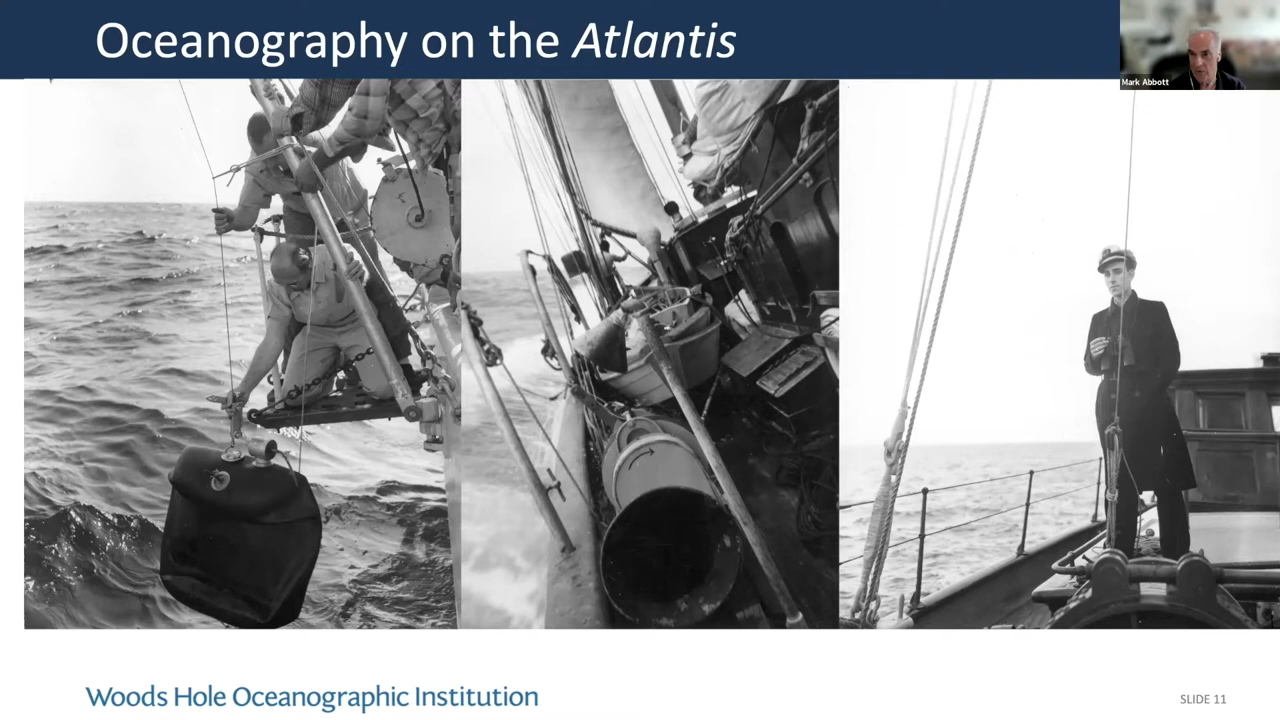 Oceanography on the Atlantis
Mark Abbott
Woods Hole Oceanographic Institution
SLIDE 11